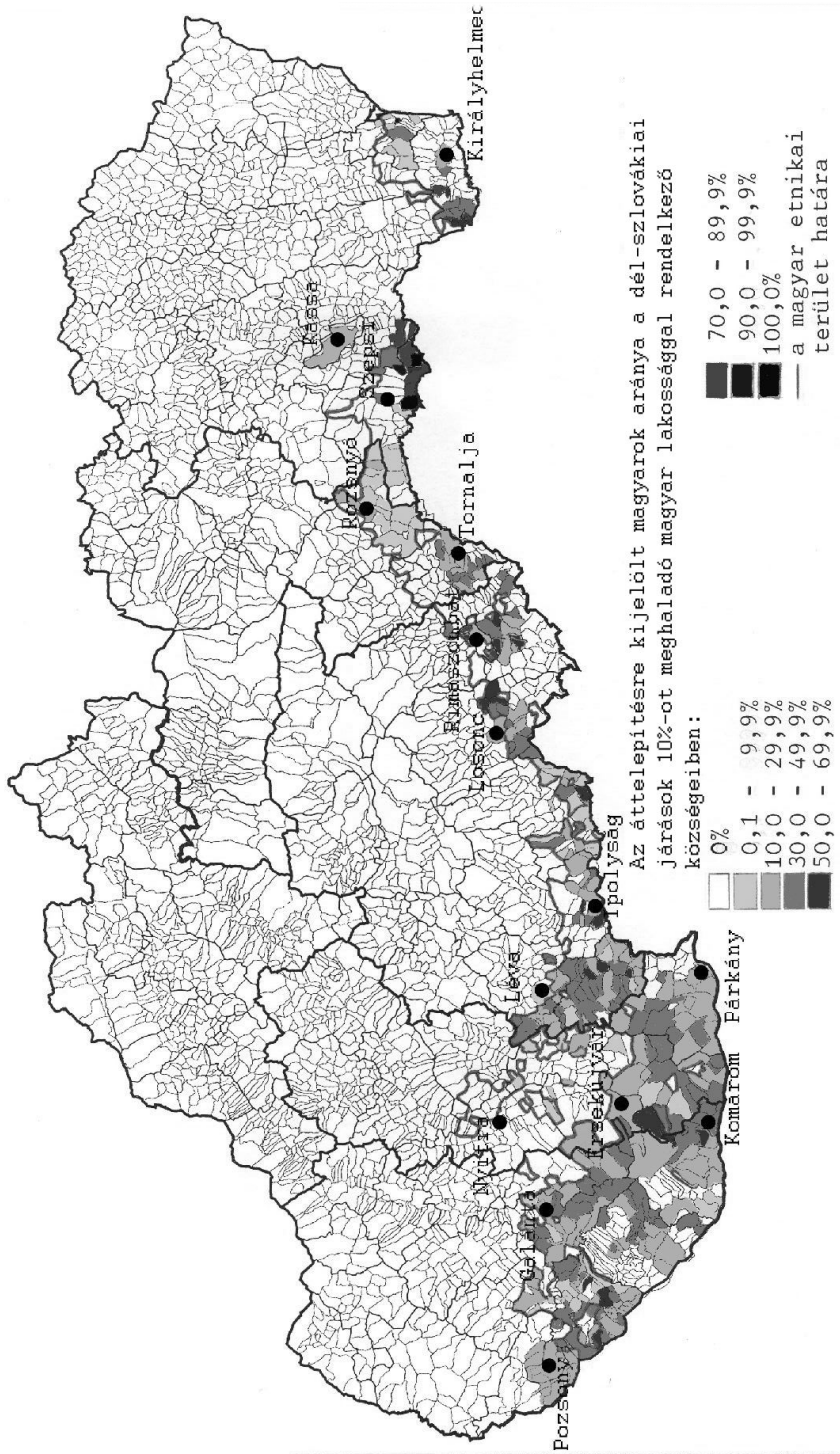 Kassa
Szepsi
Rozsnyó
Királyhelmec
Rimaszombat
Tornalja
Losonc
Léva
Ipolyság
Nyitra
Galánta
Érsekújvár
Pozsony
Komárom
Párkány
Az áttelepítésre kijelölt magyarok aránya a dél-szlovákiai
járások 10%-ot meghaladó magyar lakossággal rendelkező
községeiben:
0%
0,1 - 9,9%
10,0 - 29,9%
30,0 - 49,9%
50,0 - 69,9%
70,0 - 89,9%
90,0 - 99,9%
100,0%
a magyar etnikai
terület határa